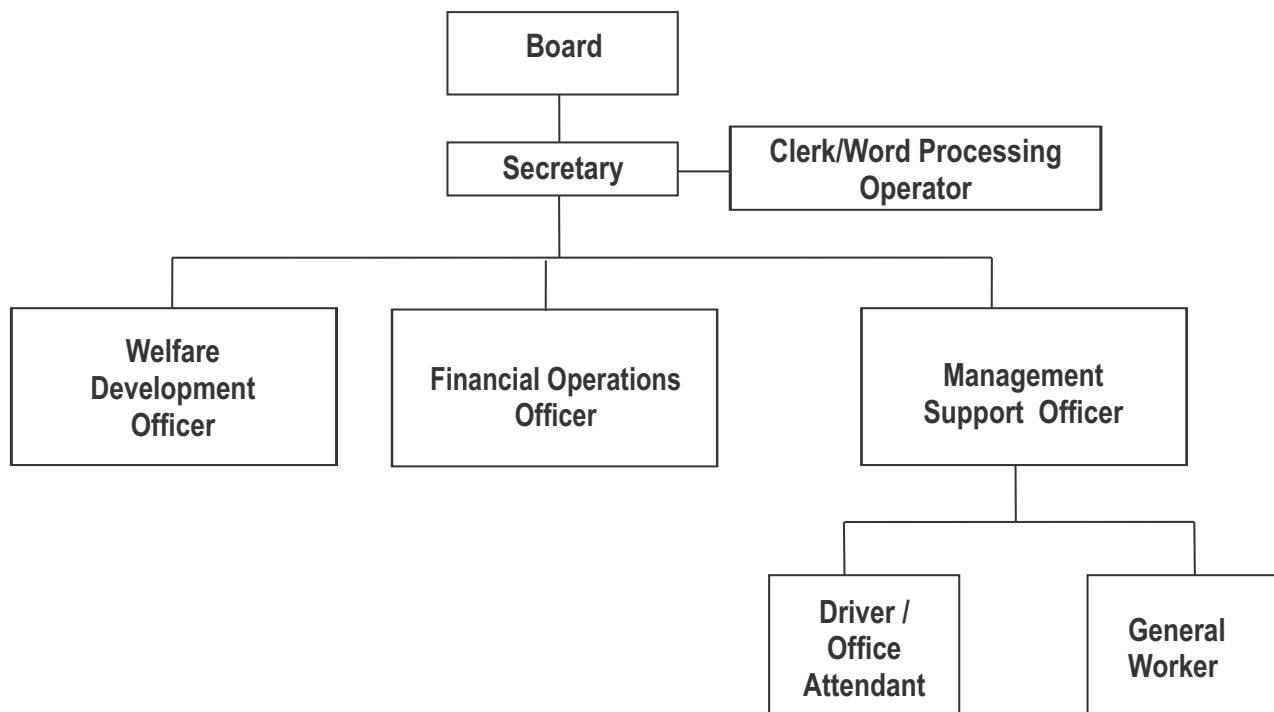 Board
Secretary
Clerk/Word Processing
Operator
Welfare
Development
Officer
Financial Operations
Officer
Management
Support Officer
Driver /
Office
Attendant
General
Worker